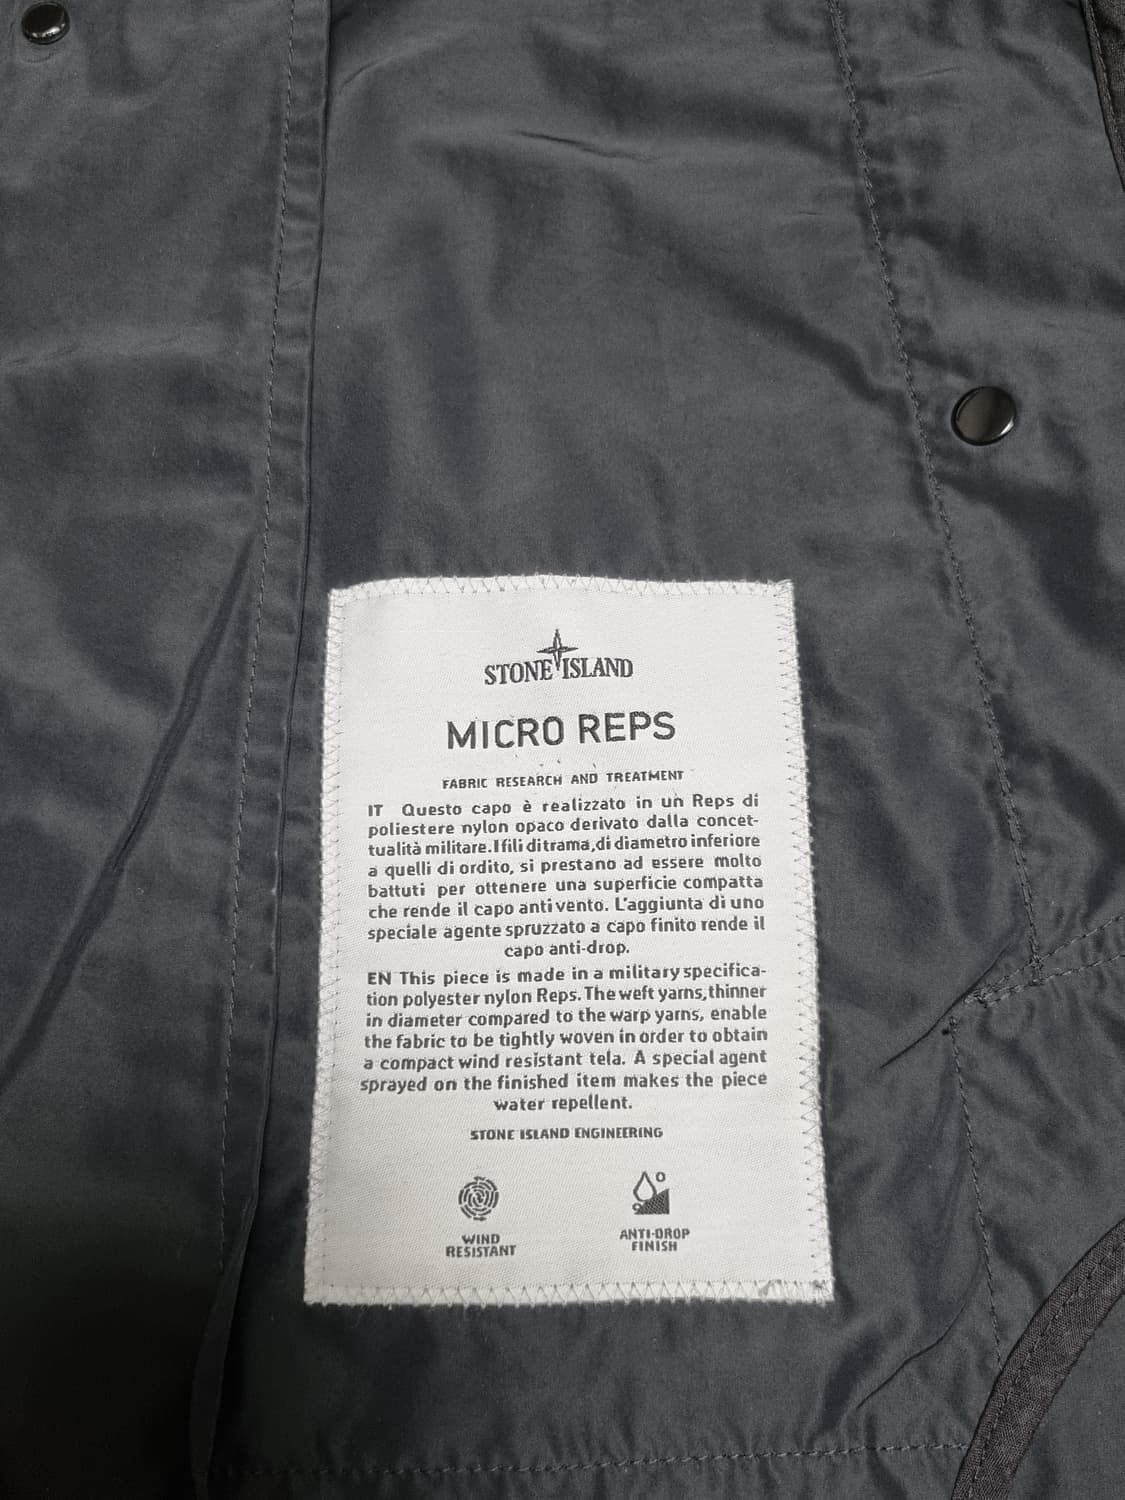 STONE ISLAND
MICRO REPS
FABRIC RESEARCH AND TREATMENT
IT Questo capo è realizzato in un Reps di
poliestere nylon opaco derivato dalla concet-
tualità militare. I fili di trama, di diametro inferiore
a quelli di ordito, si prestano ad essere molto
battuti per ottenere una superficie compatta
che rende il capo anti vento. L'aggiunta di uno
speciale agente spruzzato a capo finito rende il
capo anti-drop.
EN This piece is made in a military specifica-
tion polyester nylon Reps. The weft yarns, thinner
in diameter compared to the warp yarns, enable
the fabric to be tightly woven in order to obtain
a compact wind resistant tela. A special agent
sprayed on the finished item makes the piece
water repellent.
STONE ISLAND ENGINEERING
WIND
RESISTANT
ANTI-DROP
FINISH